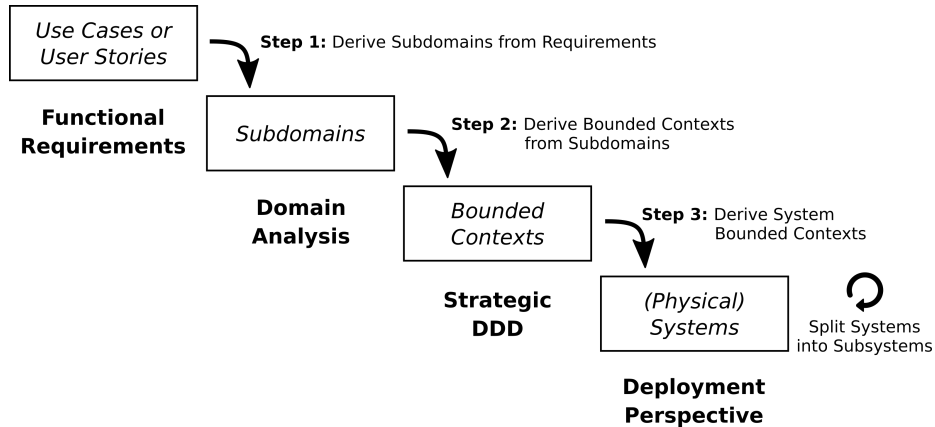 Use Cases or
User Stories
Step 1: Derive Subdomains from Requirements
Functional
Requirements
Subdomains
Step 2: Derive Bounded Contexts
from Subdomains
Domain
Analysis
Bounded
Contexts
Step 3: Derive System
Bounded Contexts
Strategic
DDD
(Physical)
Systems
Split Systems
into Subsystems
Deployment
Perspective